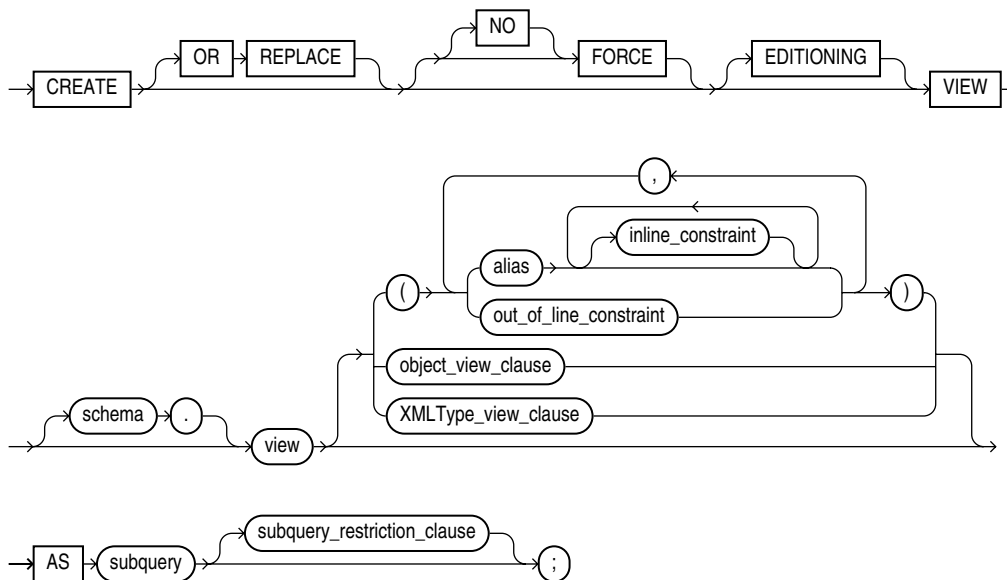 NO
OR REPLACE FORCE EDITIONING
CREATE VIEW
,
inline_constraint
alias
( )
out_of_line_constraint
object_view_clause
XMLType_view_clause
schema .
view
subquery_restriction_clause
AS subquery ;